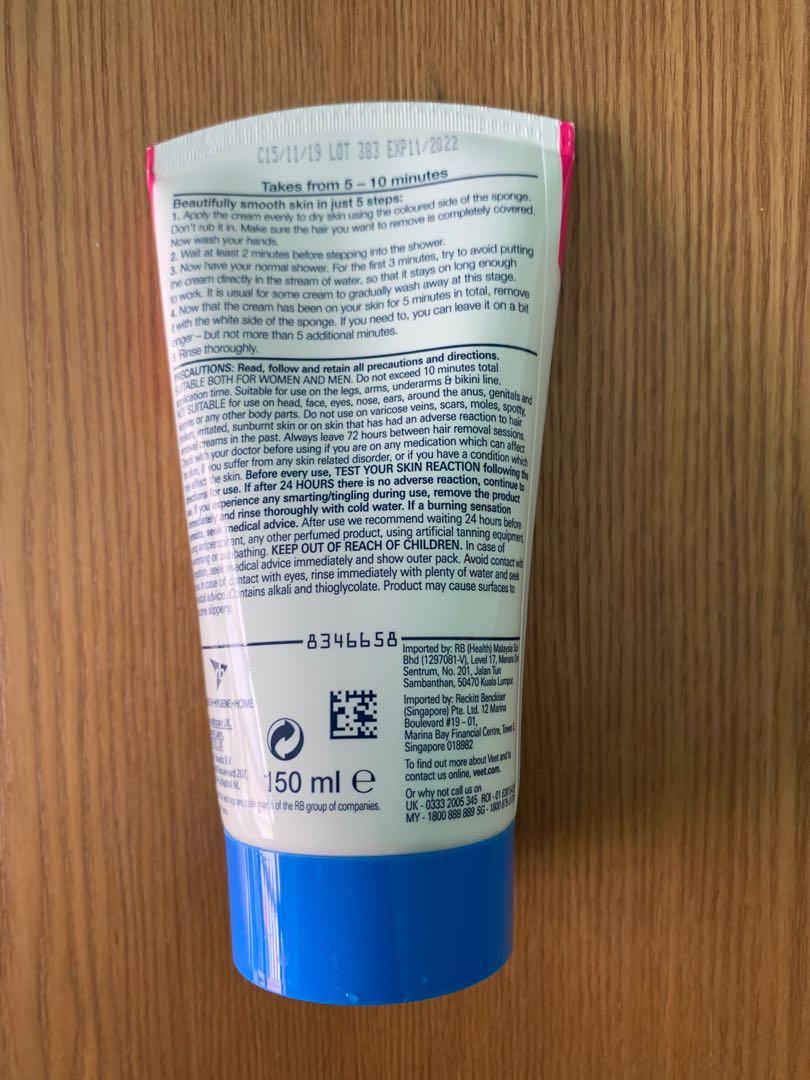 C15/11/19 LOT 383 EXP11/2022
Takes from 5 – 10 minutes
Beautifully smooth skin in just 5 steps:
1. Apply the cream evenly to dry skin using the coloured side of the sponge.
Don't rub it in. Make sure the hair you want to remove is completely covered.
Now wash your hands.
2. Wait at least 2 minutes before stepping into the shower.
3. Now have your normal shower. For the first 3 minutes, try to avoid putting
the cream directly in the stream of water, so that it stays on long enough
to work. It is usual for some cream to gradually wash away at this stage.
4. Now that the cream has been on your skin for 5 minutes in total, remove
it with the white side of the sponge. If you need to, you can leave it on a bit
onger – but not more than 5 additional minutes.
5. Rinse thoroughly.
PRECAUTIONS: Read, follow and retain all precautions and directions.
SUITABLE BOTH FOR WOMEN AND MEN. Do not exceed 10 minutes total
plication time. Suitable for use on the legs, arms, underarms & bikini line.
NOT SUITABLE for use on head, face, eyes, nose, ears, around the anus, genitals and
or any other body parts. Do not use on varicose veins, scars, moles, spotty,
irritated, sunburnt skin or on skin that has had an adverse reaction to hair
creams in the past. Always leave 72 hours between hair removal sessions.
with your doctor before using if you are on any medication which can affect
skin, if you suffer from any skin related disorder, or if you have a condition which
affect the skin. Before every use, TEST YOUR SKIN REACTION following the
for use. If after 24 HOURS there is no adverse reaction, continue to
If you experience any smarting/tingling during use, remove the product
and rinse thoroughly with cold water. If a burning sensation
seek medical advice. After use we recommend waiting 24 hours before
antiperspirant, any other perfumed product, using artificial tanning equipment,
or sunbathing. KEEP OUT OF REACH OF CHILDREN. In case of
seek medical advice immediately and show outer pack. Avoid contact with
In case of contact with eyes, rinse immediately with plenty of water and seek
advice. Contains alkali and thioglycolate. Product may cause surfaces to
slippery.
8346658
HYGIENE•HOME
Imported by: RB (Health) Malaysia Sdn
Bhd (1297081-V), Level 17, Menara
Sentrum, No. 201, Jalan Tun
Sambanthan, 50470 Kuala Lumpur
Imported by: Reckitt Benckiser
(Singapore) Pte. Ltd. 12 Marina
Boulevard #19 – 01,
Marina Bay Financial Centre, Tower
Singapore 018982
To find out more about Veet and to
contact us online, veet.com.
Or why not call us on
UK - 0333 2005 345 ROI - 01
MY - 1800 888 889 SG - 1800
B.V.
207,
NL
150 ml e
of the RB group of companies.